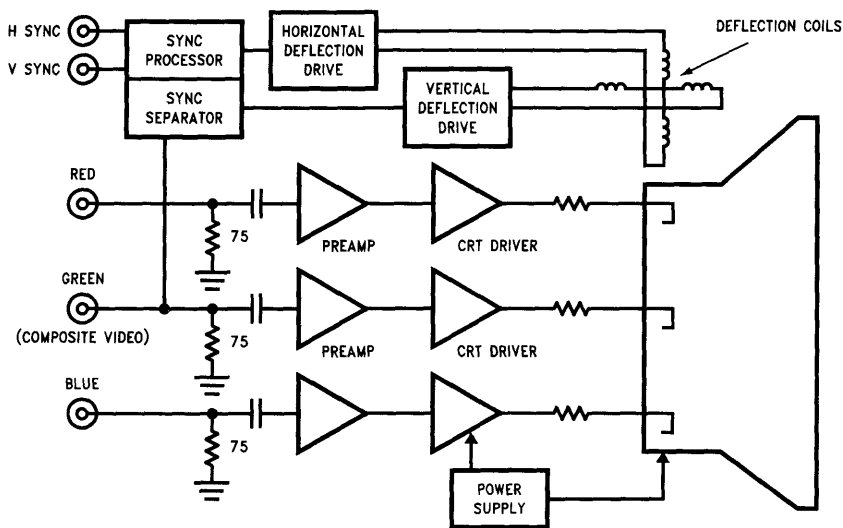 H SYNC
V SYNC
SYNC
PROCESSOR
SYNC
SEPARATOR
HORIZONTAL
DEFLECTION
DRIVE
VERTICAL
DEFLECTION
DRIVE
DEFLECTION COILS
RED
75
PREAMP
CRT DRIVER
GREEN
(COMPOSITE VIDEO)
75
PREAMP
CRT DRIVER
BLUE
75
POWER
SUPPLY